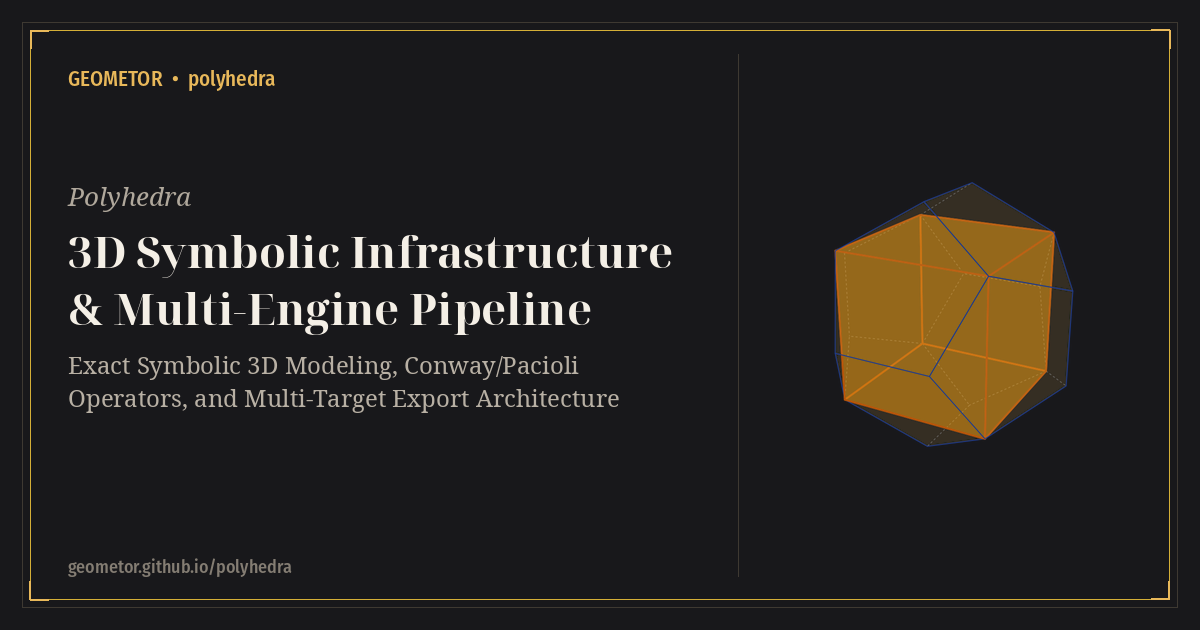 GEOMETOR • polyhedra
Polyhedra
3D Symbolic Infrastructure
& Multi-Engine Pipeline
Exact Symbolic 3D Modeling, Conway/Pacioli
Operators, and Multi-Target Export Architecture
geometor.github.io/polyhedra